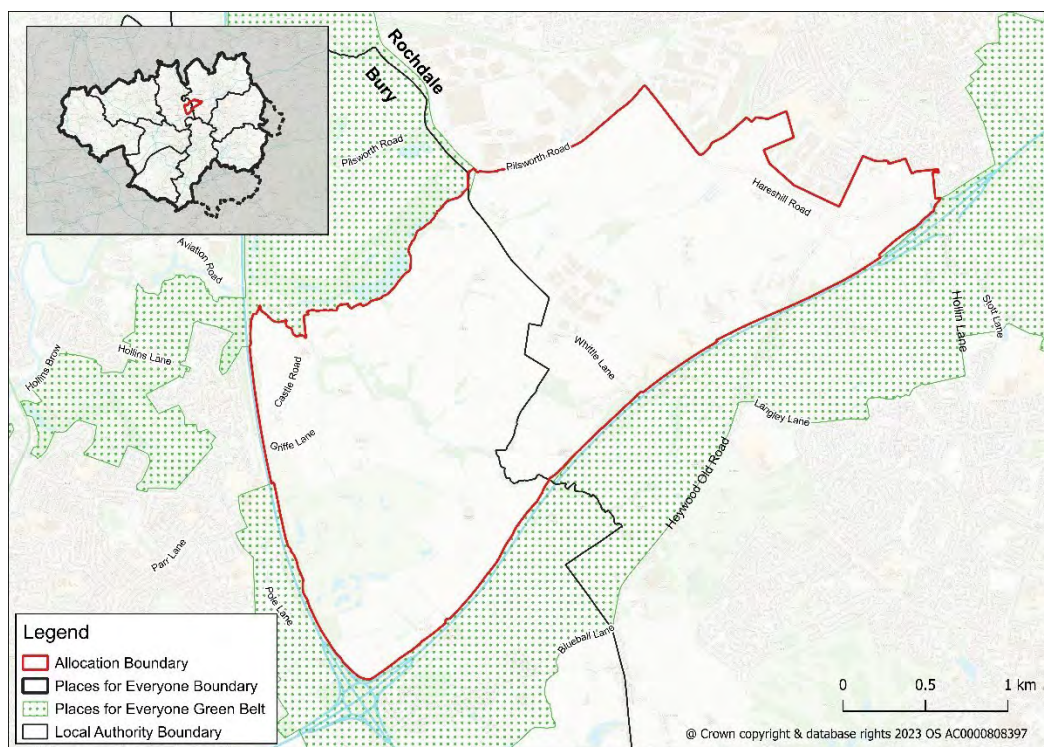 Rochdale
Bury
Pilsworth Road
Pilsworth Road
Hareshill Road
Aviation Road
Hollins Lane
Hollins Brow
Castle Road
Griffe Lane
Whittle Lane
Hollin Lane
Stott Lane
Langley Lane
Heywood Old Road
Parr Lane
Pole Lane
Blueball Lane
Legend
Allocation Boundary
Places for Everyone Boundary
Places for Everyone Green Belt
Local Authority Boundary
0 0.5 1 km
@ Crown copyright & database rights 2023 OS AC0000808397